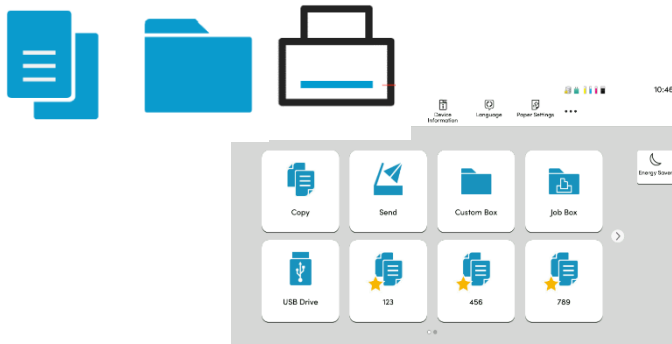 10:46
Device
Information
Language
Paper Settings
Energy Saver
Copy
Send
Custom Box
Job Box
USB Drive
123
456
789